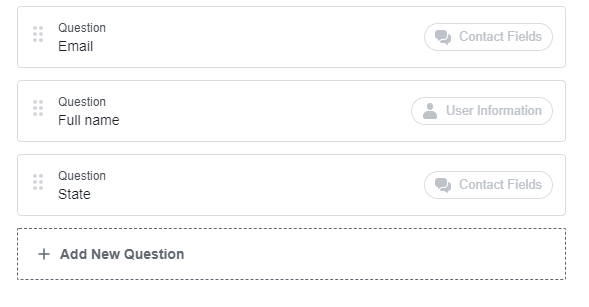 Question
Email
Contact Fields
Question
Full name
User Information
Question
State
Contact Fields
+ Add New Question